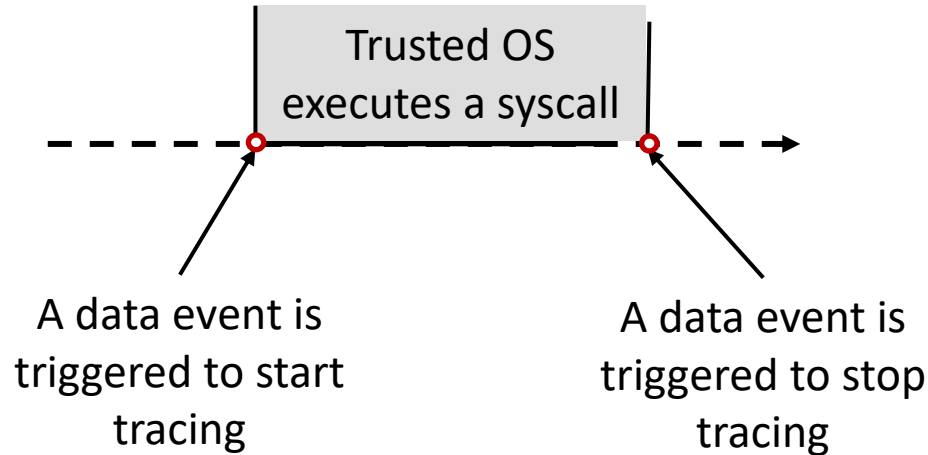 Trusted OS
executes a syscall
A data event is
triggered to start
tracing
A data event is
triggered to stop
tracing